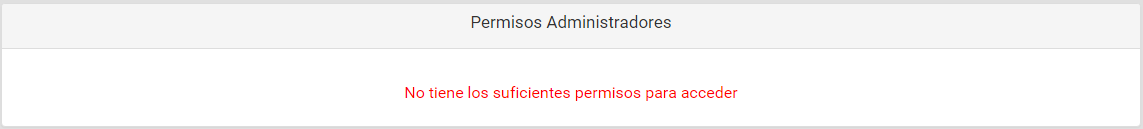 Permisos Administradores
No tiene los suficientes permisos para acceder